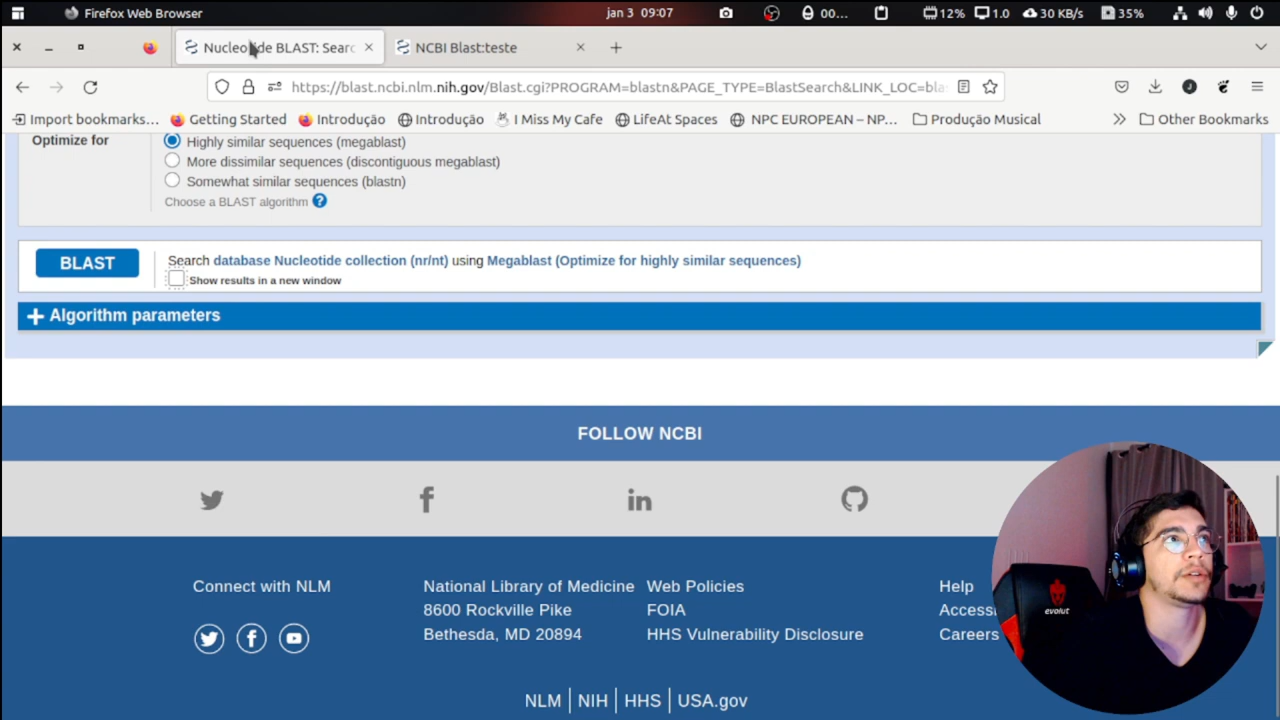 Firefox Web Browser
jan 3 09:07
00...
12%
1.0
30 KB/s
35%
Nucleotide BLAST: Searc
NCBI Blast:teste
https://blast.ncbi.nlm.nih.gov/Blast.cgi?PROGRAM=blastn&PAGE_TYPE=BlastSearch&LINK_LOC=bla
Import bookmarks...
Getting Started
Introdução
Introdução
I Miss My Cafe
LifeAt Spaces
NPC EUROPEAN – NP...
Produção Musical
Other Bookmarks
Optimize for
Highly similar sequences (megablast)
More dissimilar sequences (discontiguous megablast)
Somewhat similar sequences (blastn)
Choose a BLAST algorithm ?
BLAST
Search database Nucleotide collection (nr/nt) using Megablast (Optimize for highly similar sequences)
Show results in a new window
Algorithm parameters
FOLLOW NCBI
Connect with NLM
National Library of Medicine
8600 Rockville Pike
Bethesda, MD 20894
Web Policies
FOIA
HHS Vulnerability Disclosure
Help
Accessi
Careers
evolut
NLM | NIH | HHS | USA.gov